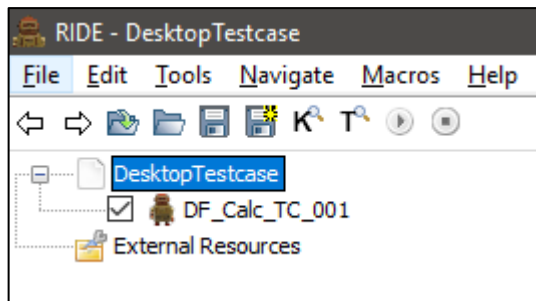 RIDE - DesktopTestcase
File Edit Tools Navigate Macros Help
K T
DesktopTestcase
DF_Calc_TC_001
External Resources